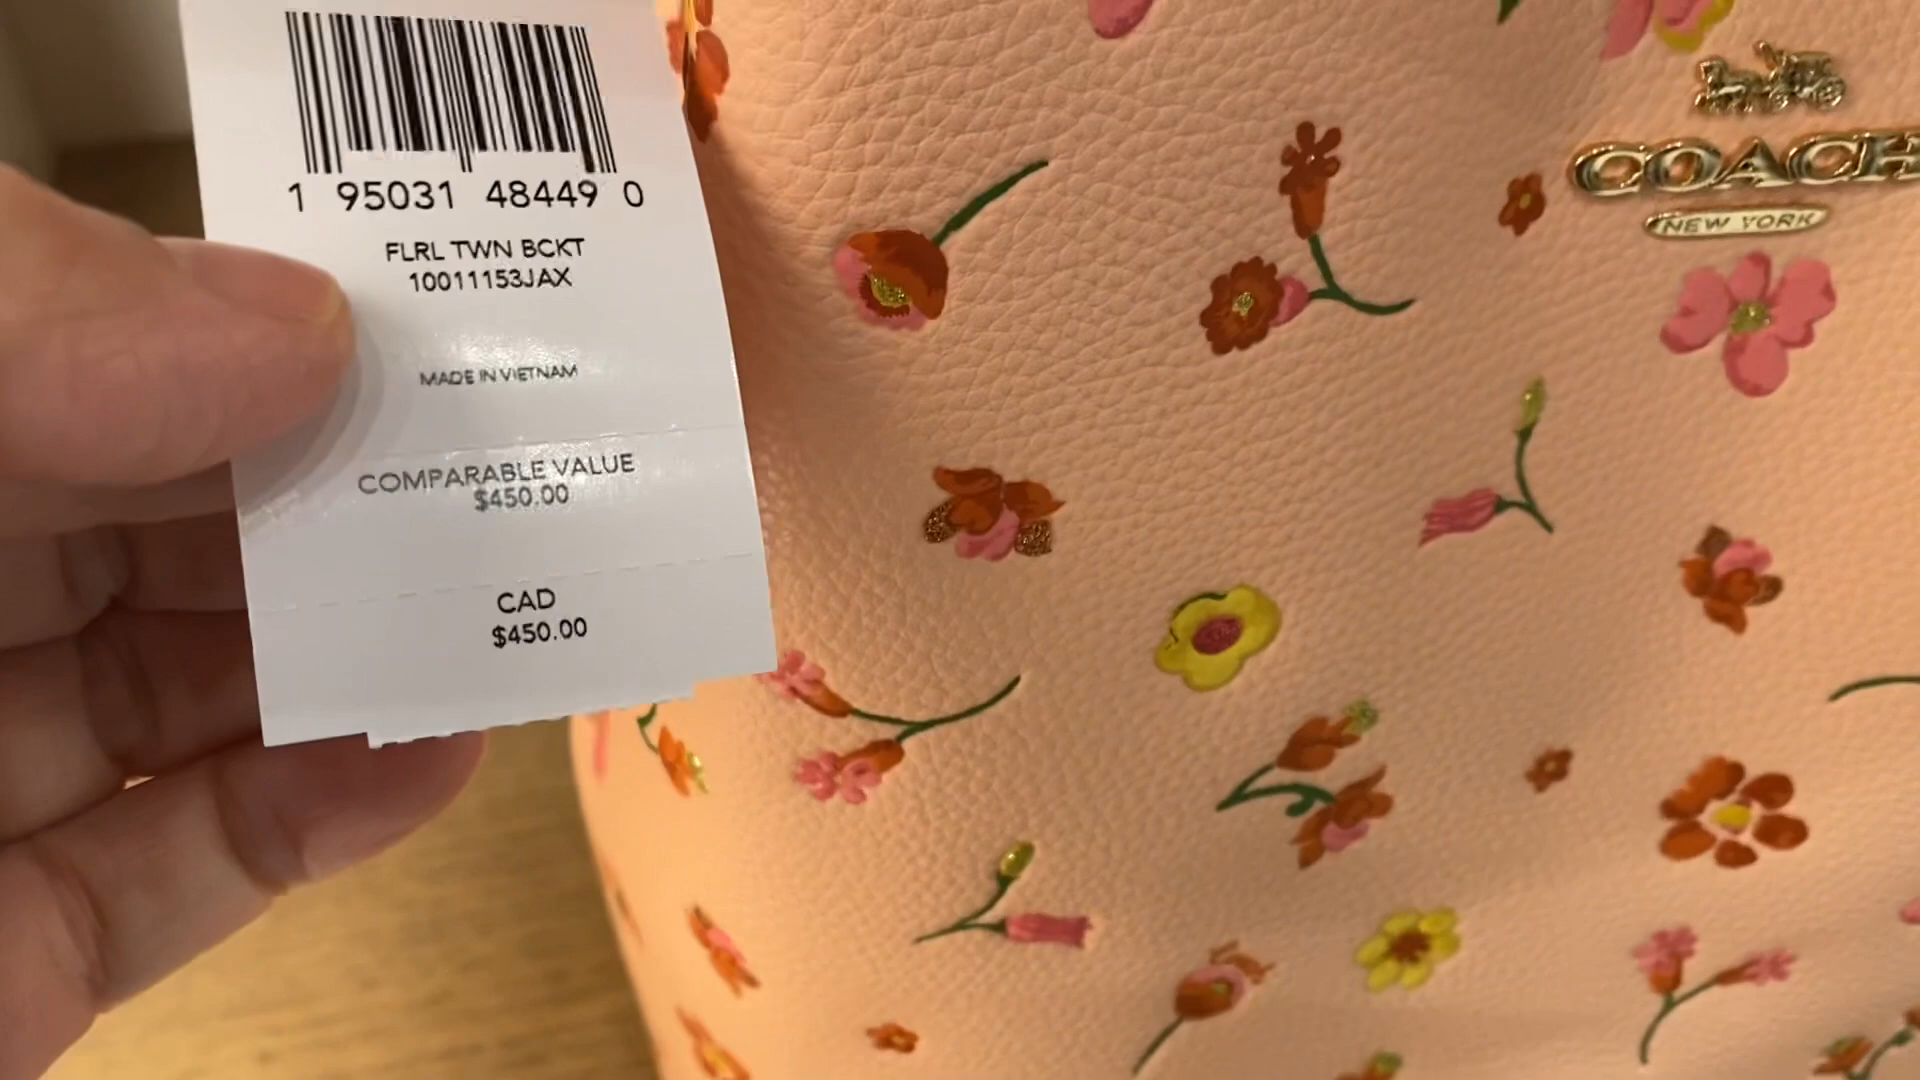 1 95031 48449 0
FLRL TWN BCKT
10011153JAX
MADE IN VIETNAM
COMPARABLE VALUE
$450.00
CAD
$450.00
COACH
NEW YORK